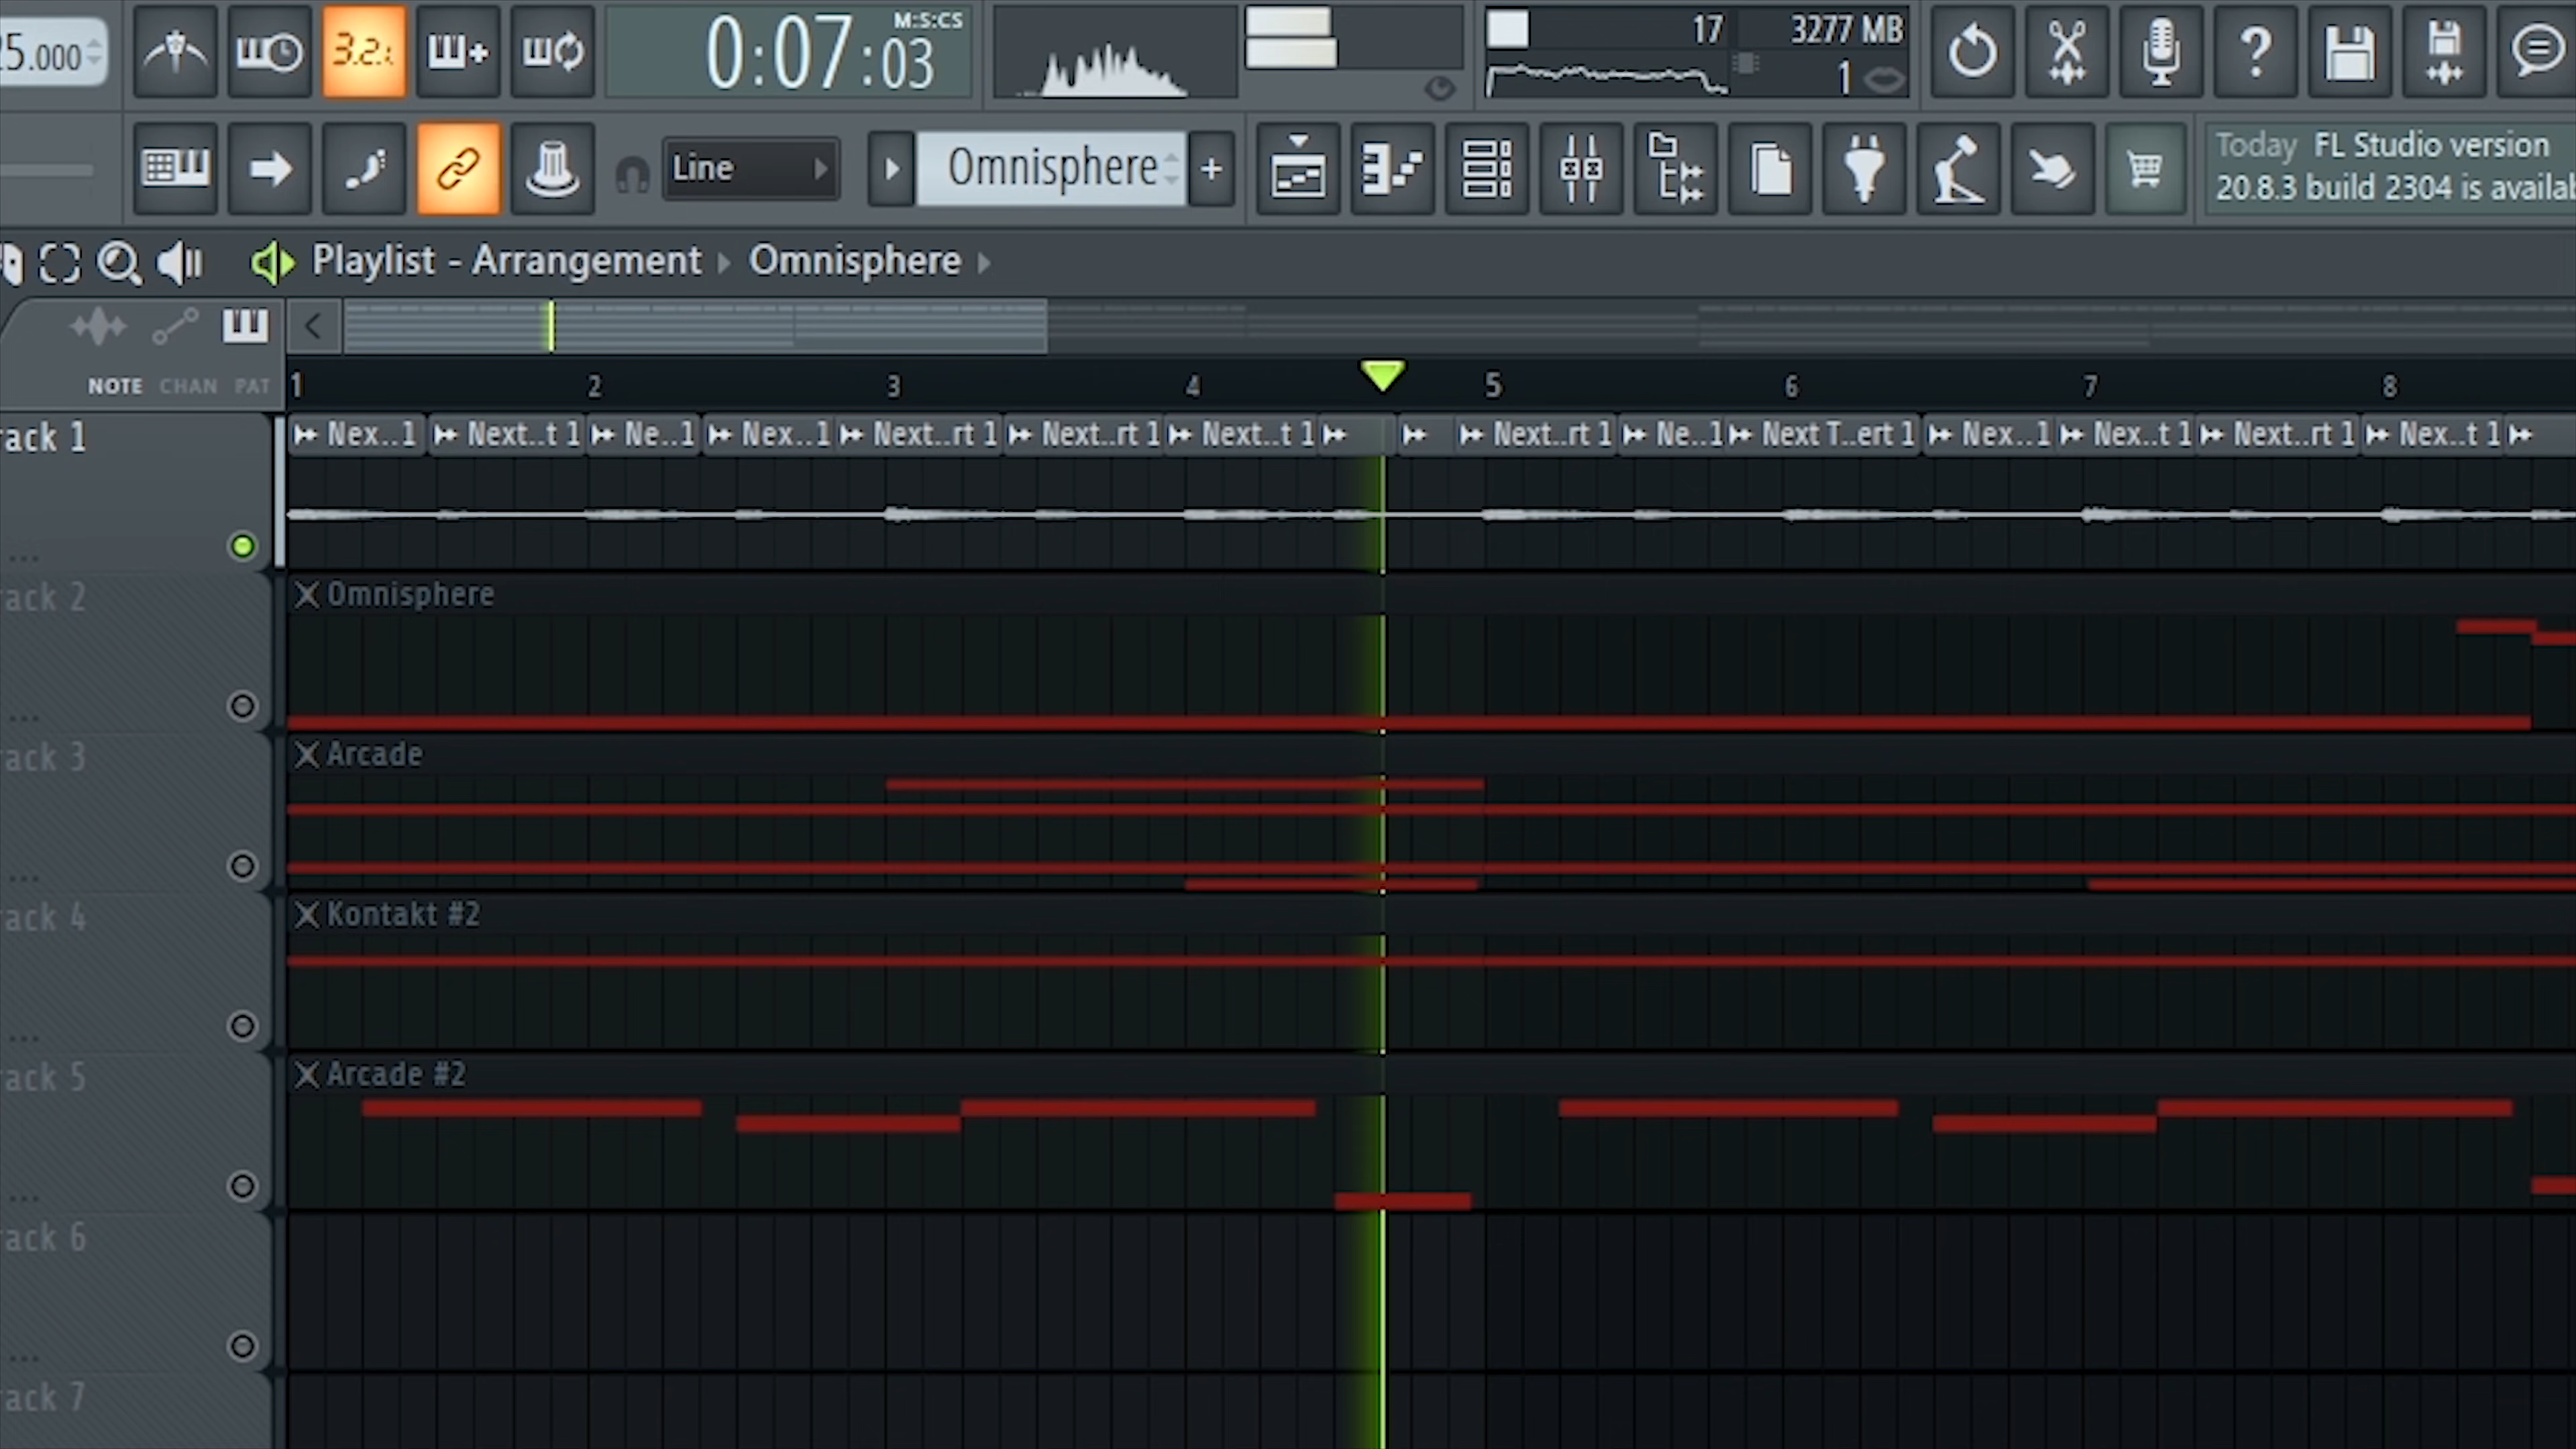 5.000
3.2.
M:S:CS
0:07:03
17
3277 MB
1
Line
Omnisphere
+
Today FL Studio version
20.8.3 build 2304 is availab
Playlist - Arrangement
Omnisphere
NOTE CHAN PAT
1 2 3 4 5 6 7 8
ack 1
Nex..1 Next..t 1 Ne..1 Nex..1 Next..rt 1 Next..rt 1 Next..t 1 Next..rt 1 Ne..1 Next T..ert 1 Nex..1 Nex..t 1 Next..rt 1 Nex..t 1
ack 2
Omnisphere
ack 3
Arcade
ack 4
Kontakt #2
ack 5
Arcade #2
ack 6
ack 7